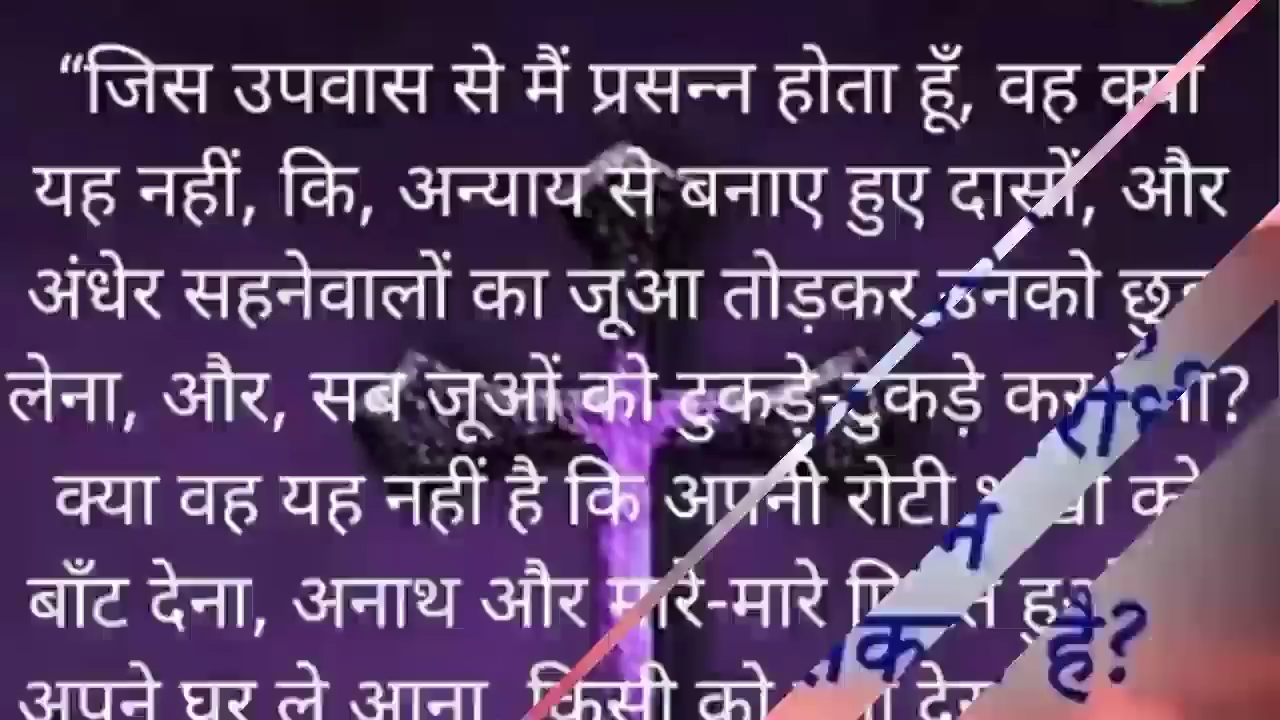 “जिस उपवास से मैं प्रसन्न होता हूँ, वह क्या
यह नहीं, कि, अन्याय से बनाए हुए दासों, और
अंधेर सहनेवालों का जूआ तोड़कर उनको
लेना, और, सब जूओं को टुकड़े-टुकड़े
क्या वह यह नहीं है कि अपनी रोटी को
बाँट देना, अनाथ और मारे-मारे
अपने घर ले आना, किसी को
है?